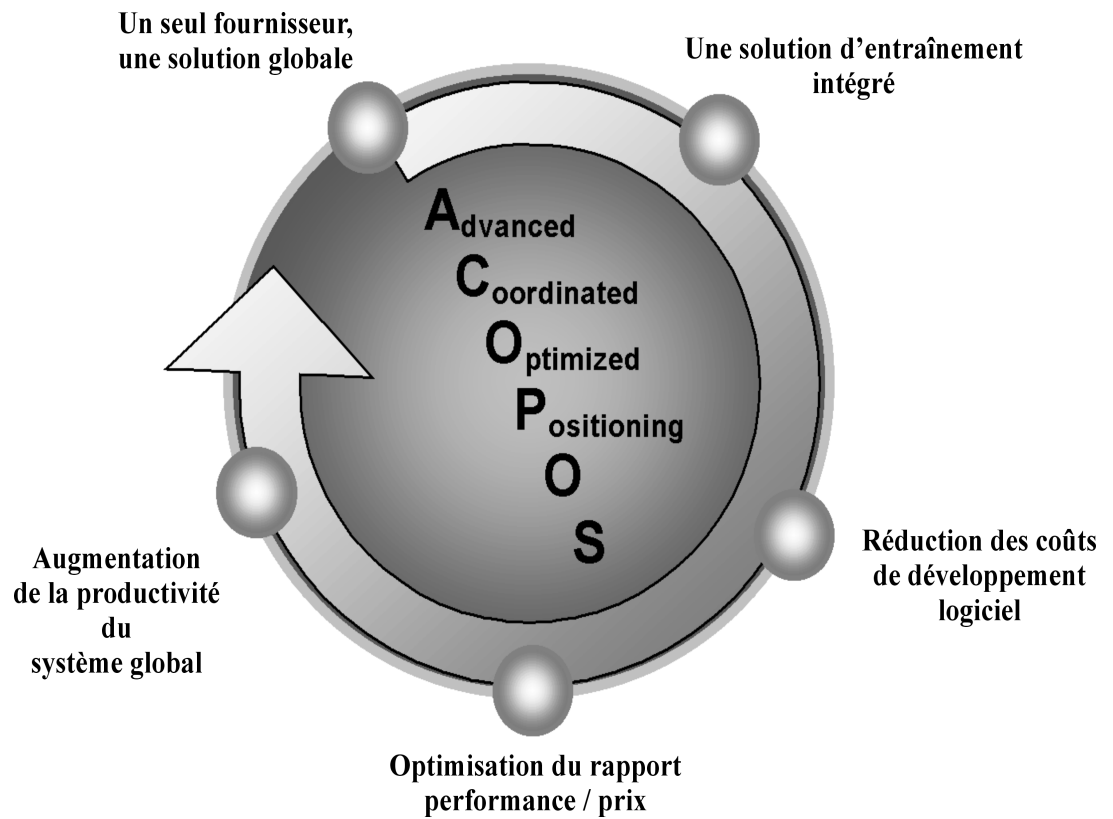 Un seul fournisseur,
une solution globale
Une solution d’entraînement
intégré
Advanced
Coordinated
Optimized
Positioning
O
S
Réduction des coûts
de développement
logiciel
Augmentation
de la productivité
du
système global
Optimisation du rapport
performance / prix